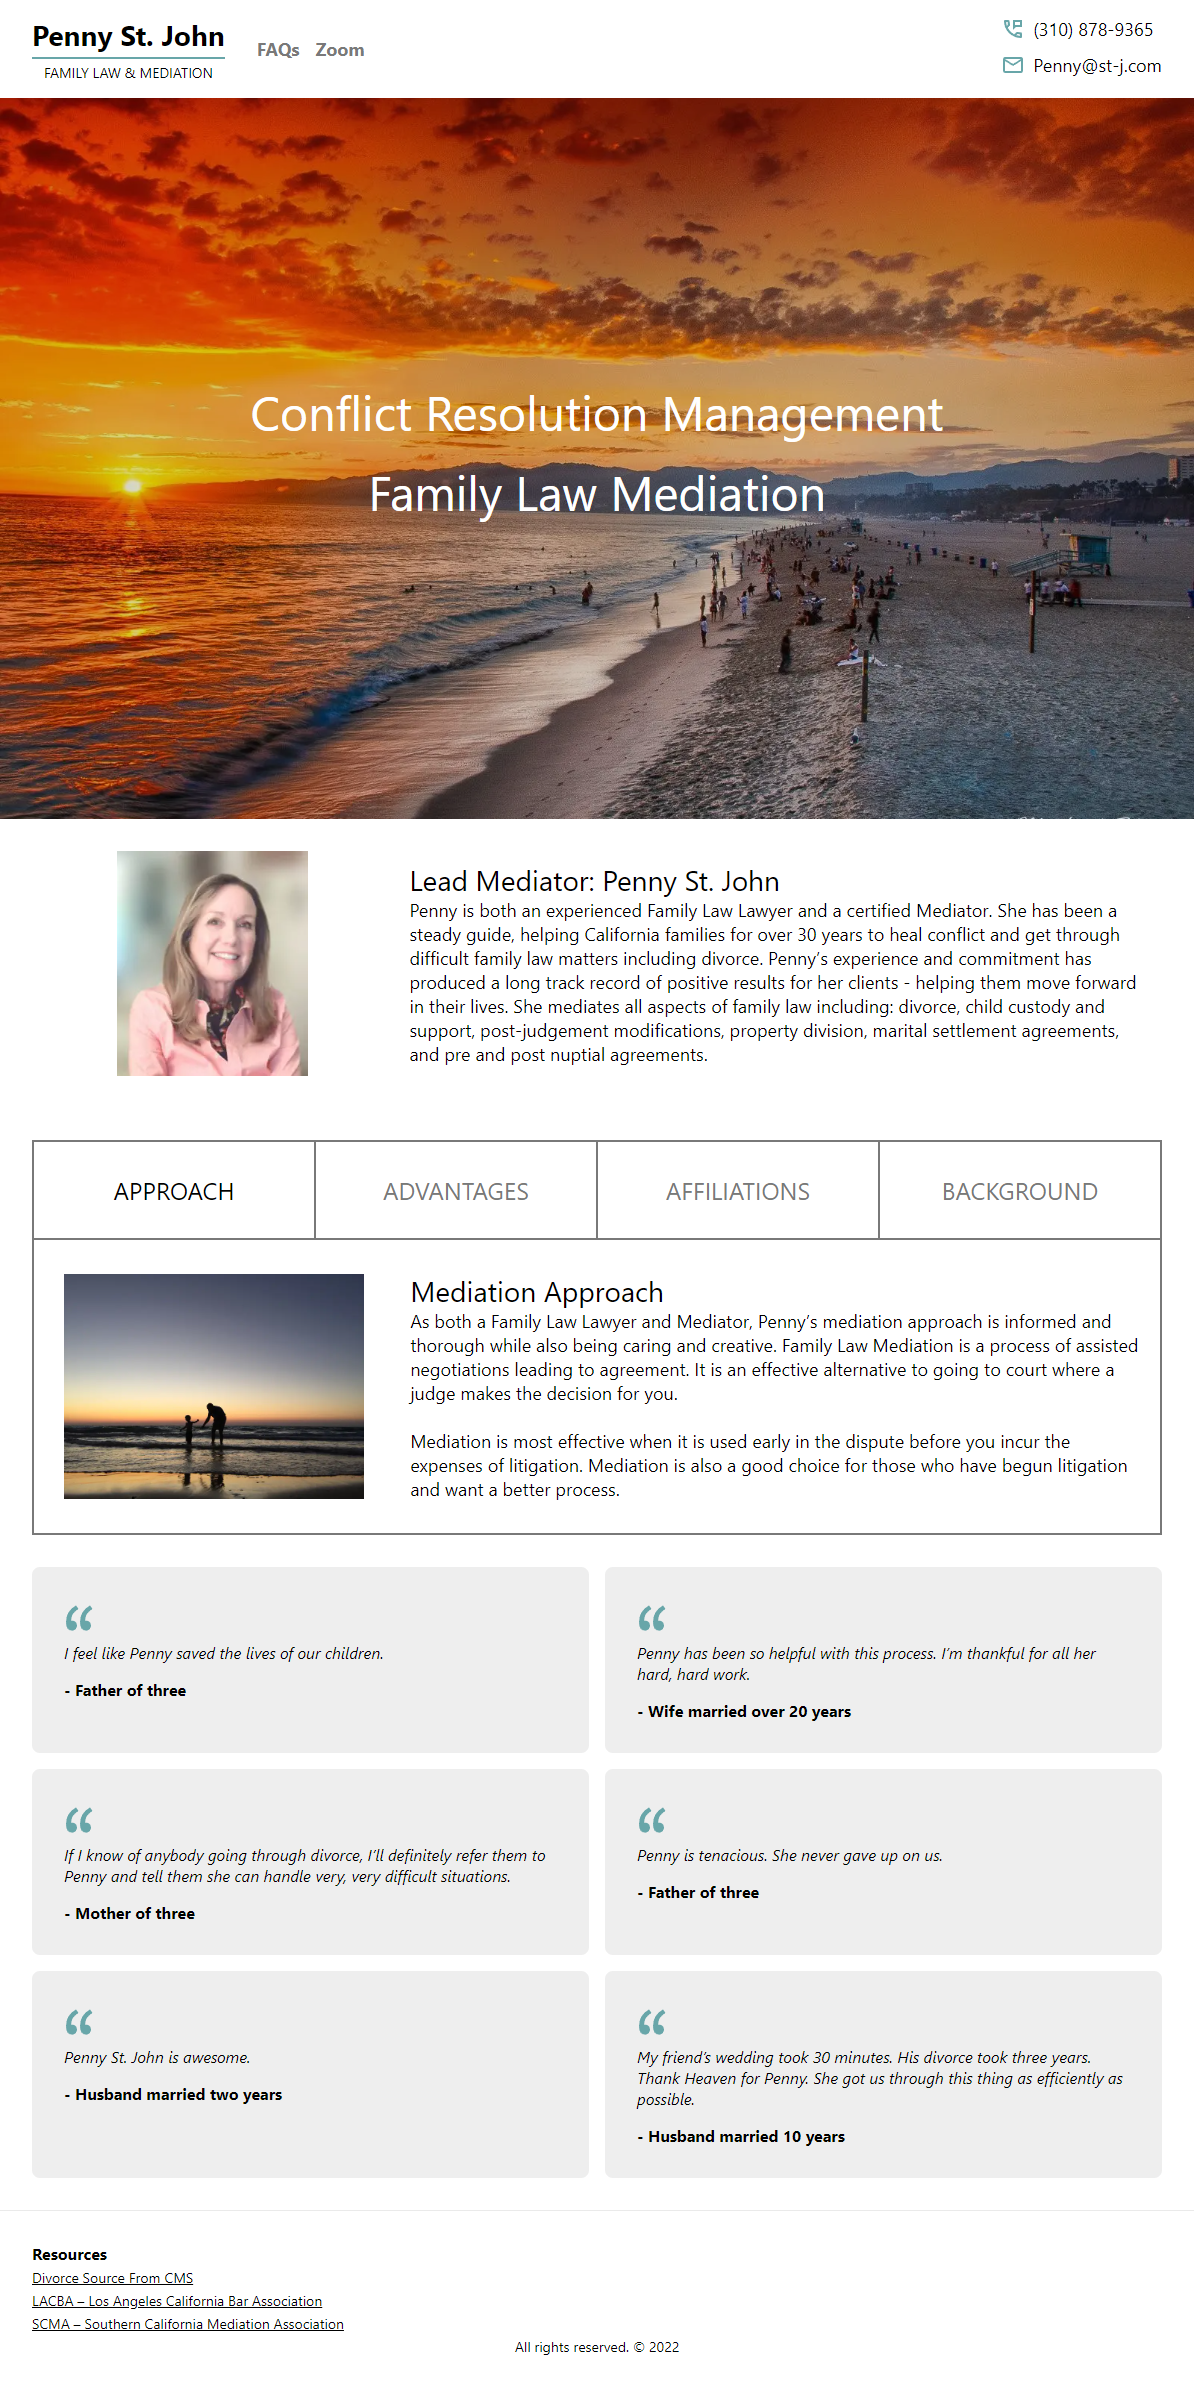 Penny St. John
FAMILY LAW & MEDIATION
FAQs Zoom
(310) 878-9365
Penny@st-j.com
Conflict Resolution Management
Family Law Mediation
Lead Mediator: Penny St. John
Penny is both an experienced Family Law Lawyer and a certified Mediator. She has been a
steady guide, helping California families for over 30 years to heal conflict and get through
difficult family law matters including divorce. Penny’s experience and commitment has
produced a long track record of positive results for her clients - helping them move forward
in their lives. She mediates all aspects of family law including: divorce, child custody and
support, post-judgement modifications, property division, marital settlement agreements,
and pre and post nuptial agreements.
APPROACH
ADVANTAGES
AFFILIATIONS
BACKGROUND
Mediation Approach
As both a Family Law Lawyer and Mediator, Penny’s mediation approach is informed and
thorough while also being caring and creative. Family Law Mediation is a process of assisted
negotiations leading to agreement. It is an effective alternative to going to court where a
judge makes the decision for you.
Mediation is most effective when it is used early in the dispute before you incur the
expenses of litigation. Mediation is also a good choice for those who have begun litigation
and want a better process.
“
I feel like Penny saved the lives of our children.
- Father of three
“
Penny has been so helpful with this process. I’m thankful for all her
hard, hard work.
- Wife married over 20 years
“
If I know of anybody going through divorce, I’ll definitely refer them to
Penny and tell them she can handle very, very difficult situations.
- Mother of three
“
Penny is tenacious. She never gave up on us.
- Father of three
“
Penny St. John is awesome.
- Husband married two years
“
My friend’s wedding took 30 minutes. His divorce took three years.
Thank Heaven for Penny. She got us through this thing as efficiently as
possible.
- Husband married 10 years
Resources
Divorce Source From CMS
LACBA – Los Angeles California Bar Association
SCMA – Southern California Mediation Association
All rights reserved. © 2022